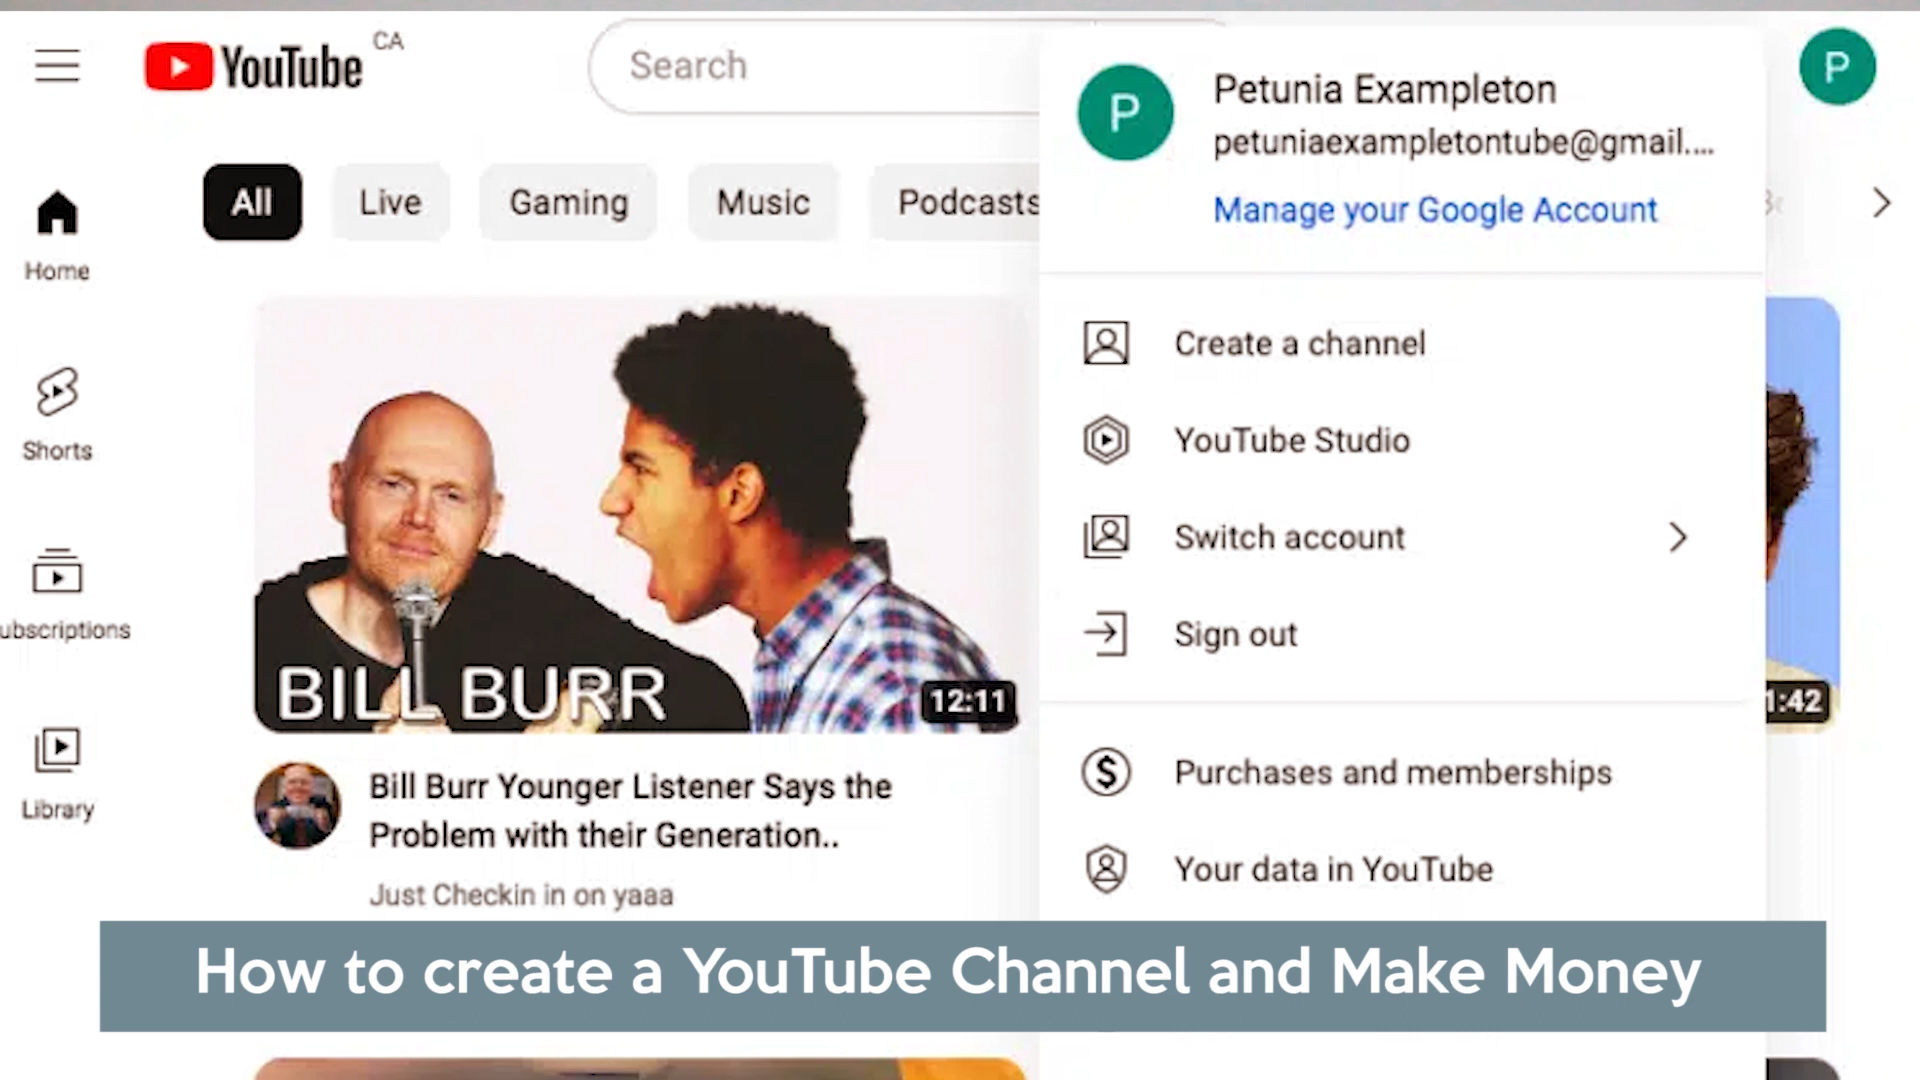 YouTube CA
Search
P
Petunia Exampleton
petuniaexampletontube@gmail....
Manage your Google Account
P
All
Live
Gaming
Music
Podcasts
Home
Shorts
ubscriptions
Library
BILL BURR
12:11
Bill Burr Younger Listener Says the
Problem with their Generation..
Just Checkin in on yaaa
Create a channel
YouTube Studio
Switch account
Sign out
Purchases and memberships
Your data in YouTube
1:42
How to create a YouTube Channel and Make Money